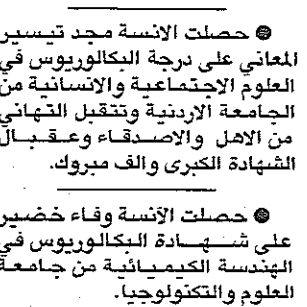 ● حصلت الانسة مجد تيسير
المعاني على درجة البكالوريوس في
العلوم الاجتماعية والانسانية من
الجامعة الاردنية وتتقبل التهاني
من الاهل والاصدقاء وعقبال
الشهادة الكبرى والف مبروك.
● حصلت الآنسة وفاء خضير
على شهادة البكالوريوس في
الهندسة الكيميائية من جامعة
العلوم والتكنولوجيا.